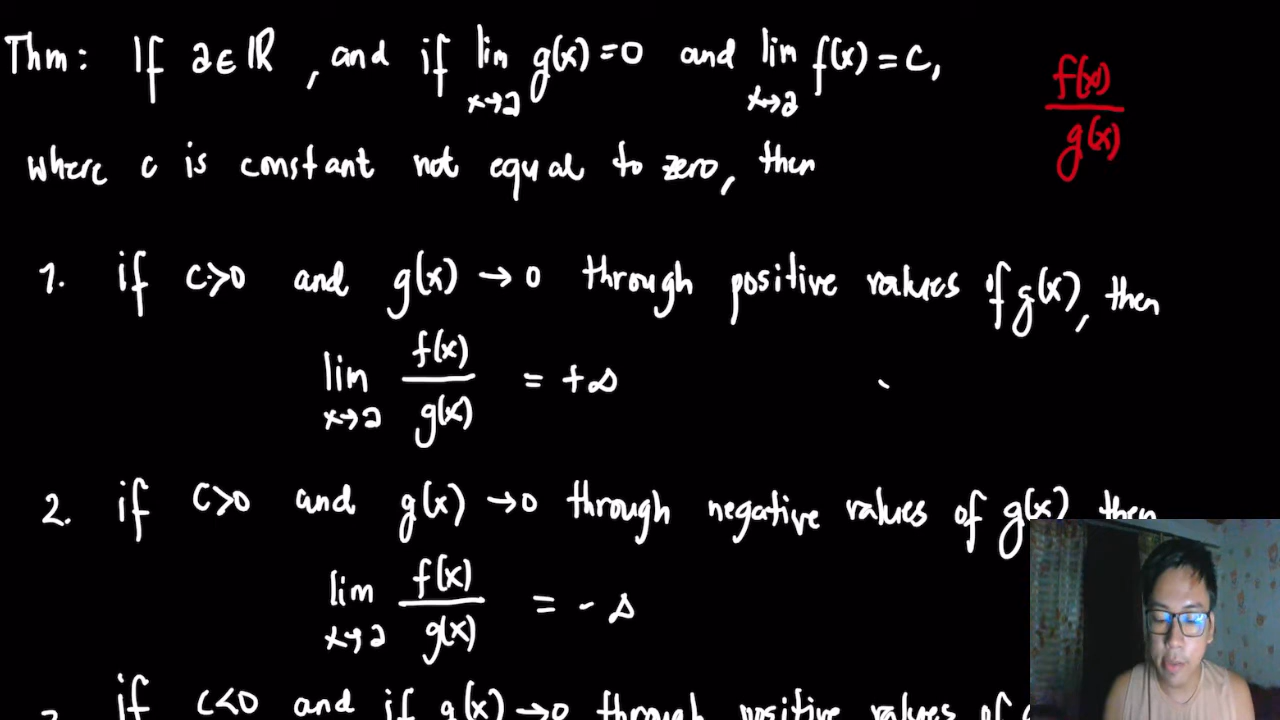 Thm: If a ∈ ℝ, and if lim x→a g(x) = 0 and lim x→a f(x) = c,
f(x)/g(x)
where c is constant not equal to zero, then
1. if c>0 and g(x) → 0 through positive values of g(x), then
lim x→a f(x)/g(x) = +∞
2. if c>0 and g(x) → 0 through negative values of g(x) then
lim x→a f(x)/g(x) = -∞
if c<0 and if g(x) → 0 through positive values of